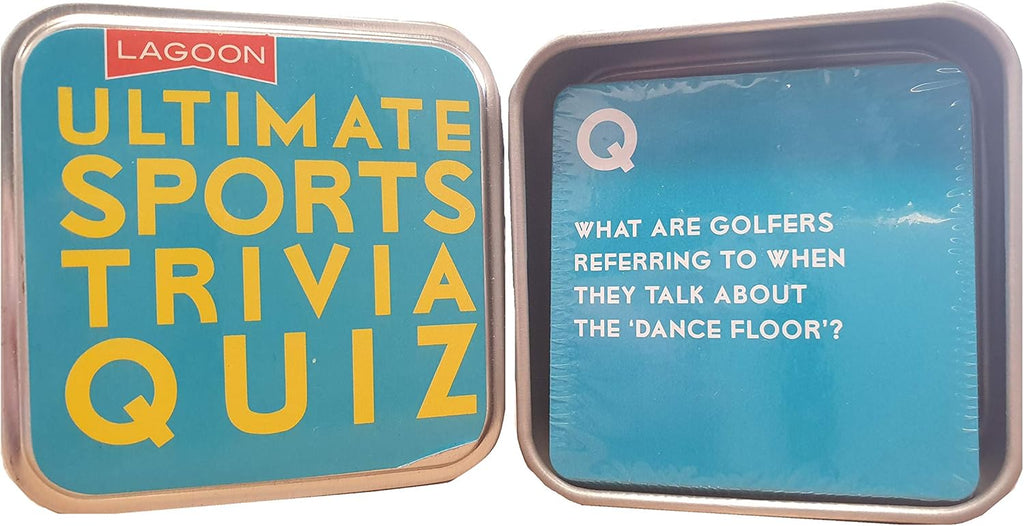 LAGOON
ULTIMATE
SPORTS
TRIVIA
QUIZ
Q
WHAT ARE GOLFERS
REFERRING TO WHEN
THEY TALK ABOUT
THE ‘DANCE FLOOR’?